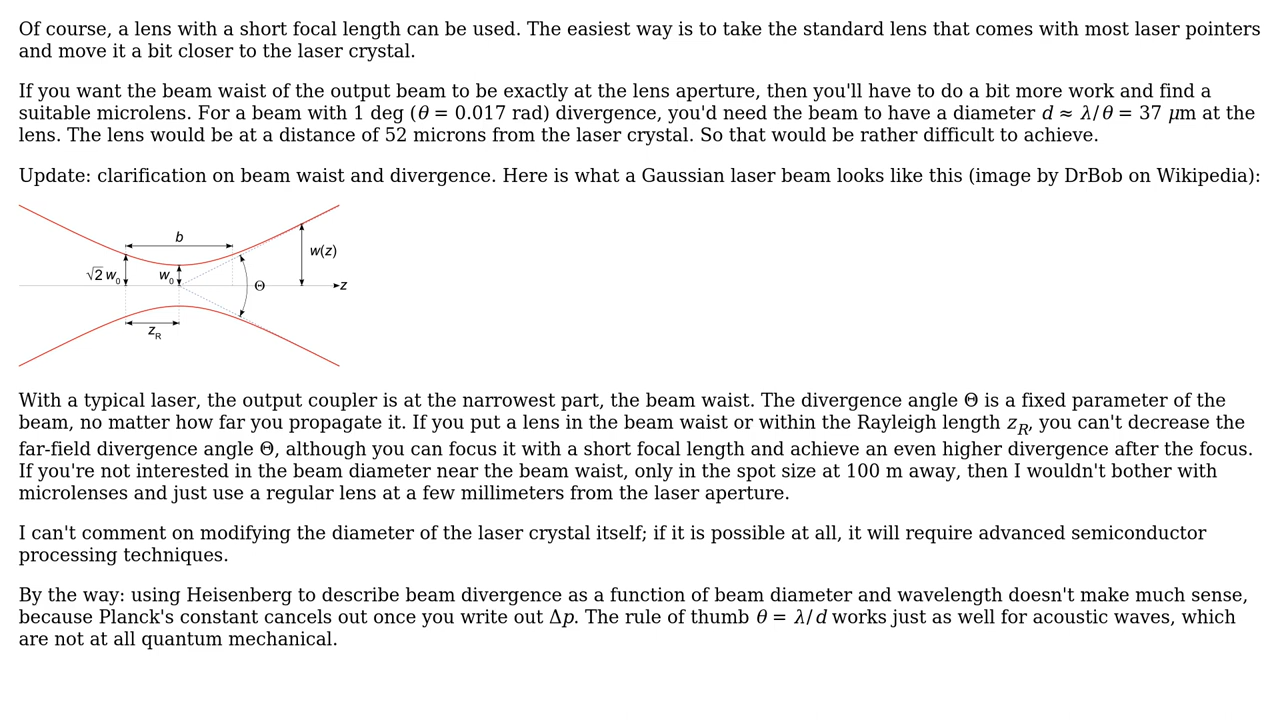 Of course, a lens with a short focal length can be used. The easiest way is to take the standard lens that comes with most laser pointers
and move it a bit closer to the laser crystal.
If you want the beam waist of the output beam to be exactly at the lens aperture, then you'll have to do a bit more work and find a
suitable microlens. For a beam with 1 deg (θ = 0.017 rad) divergence, you'd need the beam to have a diameter d ≈ λ/θ = 37 μm at the
lens. The lens would be at a distance of 52 microns from the laser crystal. So that would be rather difficult to achieve.
Update: clarification on beam waist and divergence. Here is what a Gaussian laser beam looks like this (image by DrBob on Wikipedia):
b
w(z)
√2 w₀
w₀
Θ
z
z_R
With a typical laser, the output coupler is at the narrowest part, the beam waist. The divergence angle Θ is a fixed parameter of the
beam, no matter how far you propagate it. If you put a lens in the beam waist or within the Rayleigh length z_R, you can't decrease the
far-field divergence angle Θ, although you can focus it with a short focal length and achieve an even higher divergence after the focus.
If you're not interested in the beam diameter near the beam waist, only in the spot size at 100 m away, then I wouldn't bother with
microlenses and just use a regular lens at a few millimeters from the laser aperture.
I can't comment on modifying the diameter of the laser crystal itself; if it is possible at all, it will require advanced semiconductor
processing techniques.
By the way: using Heisenberg to describe beam divergence as a function of beam diameter and wavelength doesn't make much sense,
because Planck's constant cancels out once you write out Δp. The rule of thumb θ = λ/d works just as well for acoustic waves, which
are not at all quantum mechanical.